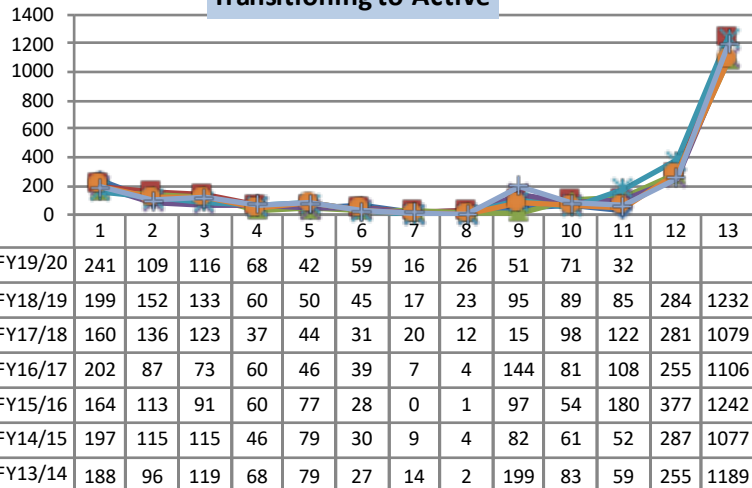 Transitioning to Active
1400
1200
1000
800
600
400
200
0
1 2 3 4 5 6 7 8 9 10 11 12 13
FY19/20 241 109 116 68 42 59 16 26 51 71 32
FY18/19 199 152 133 60 50 45 17 23 95 89 85 284 1232
FY17/18 160 136 123 37 44 31 20 12 15 98 122 281 1079
FY16/17 202 87 73 60 46 39 7 4 144 81 108 255 1106
FY15/16 164 113 91 60 77 28 0 1 97 54 180 377 1242
FY14/15 197 115 115 46 79 30 9 4 82 61 52 287 1077
FY13/14 188 96 119 68 79 27 14 2 199 83 59 255 1189